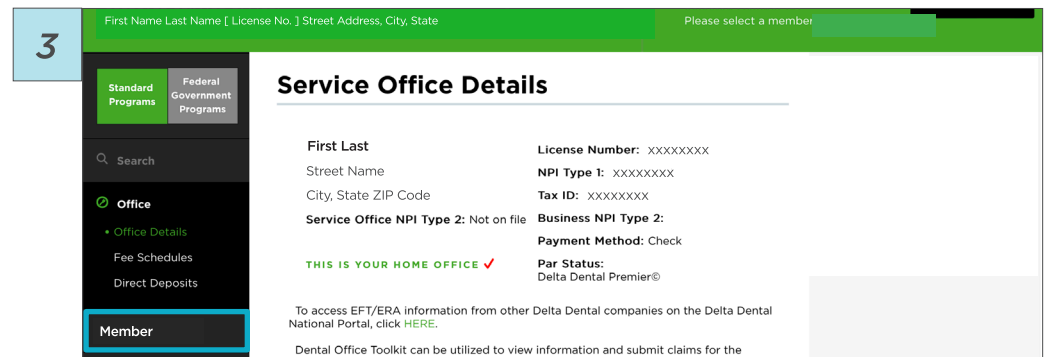 3
First Name Last Name [ License No. ] Street Address, City, State
Please select a member
Standard Programs
Federal Government Programs
Search
Office
• Office Details
Fee Schedules
Direct Deposits
Member
Service Office Details
First Last
Street Name
City, State ZIP Code
Service Office NPI Type 2: Not on file
THIS IS YOUR HOME OFFICE ✓
License Number: XXXXXXXX
NPI Type 1: XXXXXXXX
Tax ID: XXXXXXXX
Business NPI Type 2:
Payment Method: Check
Par Status:
Delta Dental Premier©
To access EFT/ERA information from other Delta Dental companies on the Delta Dental
National Portal, click HERE.
Dental Office Toolkit can be utilized to view information and submit claims for the